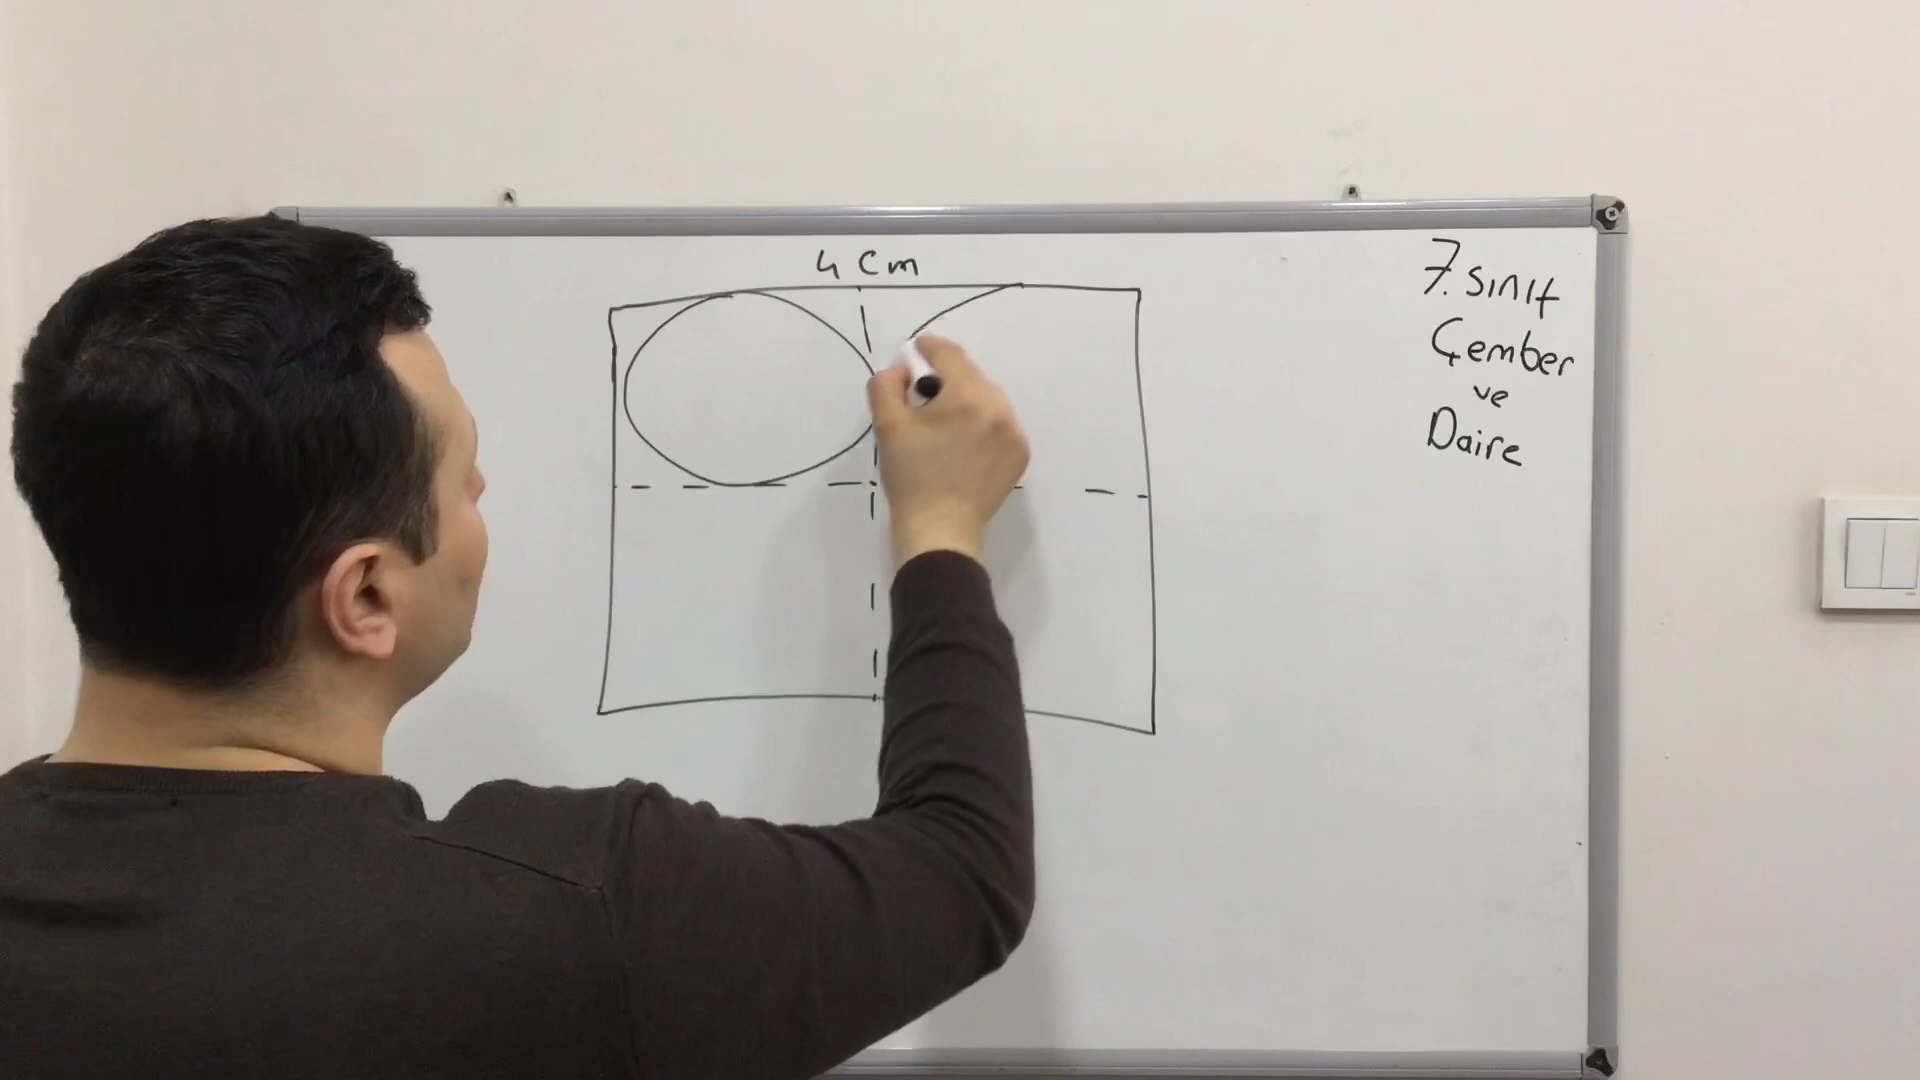 4 cm
7. sınıf
Çember
ve
Daire